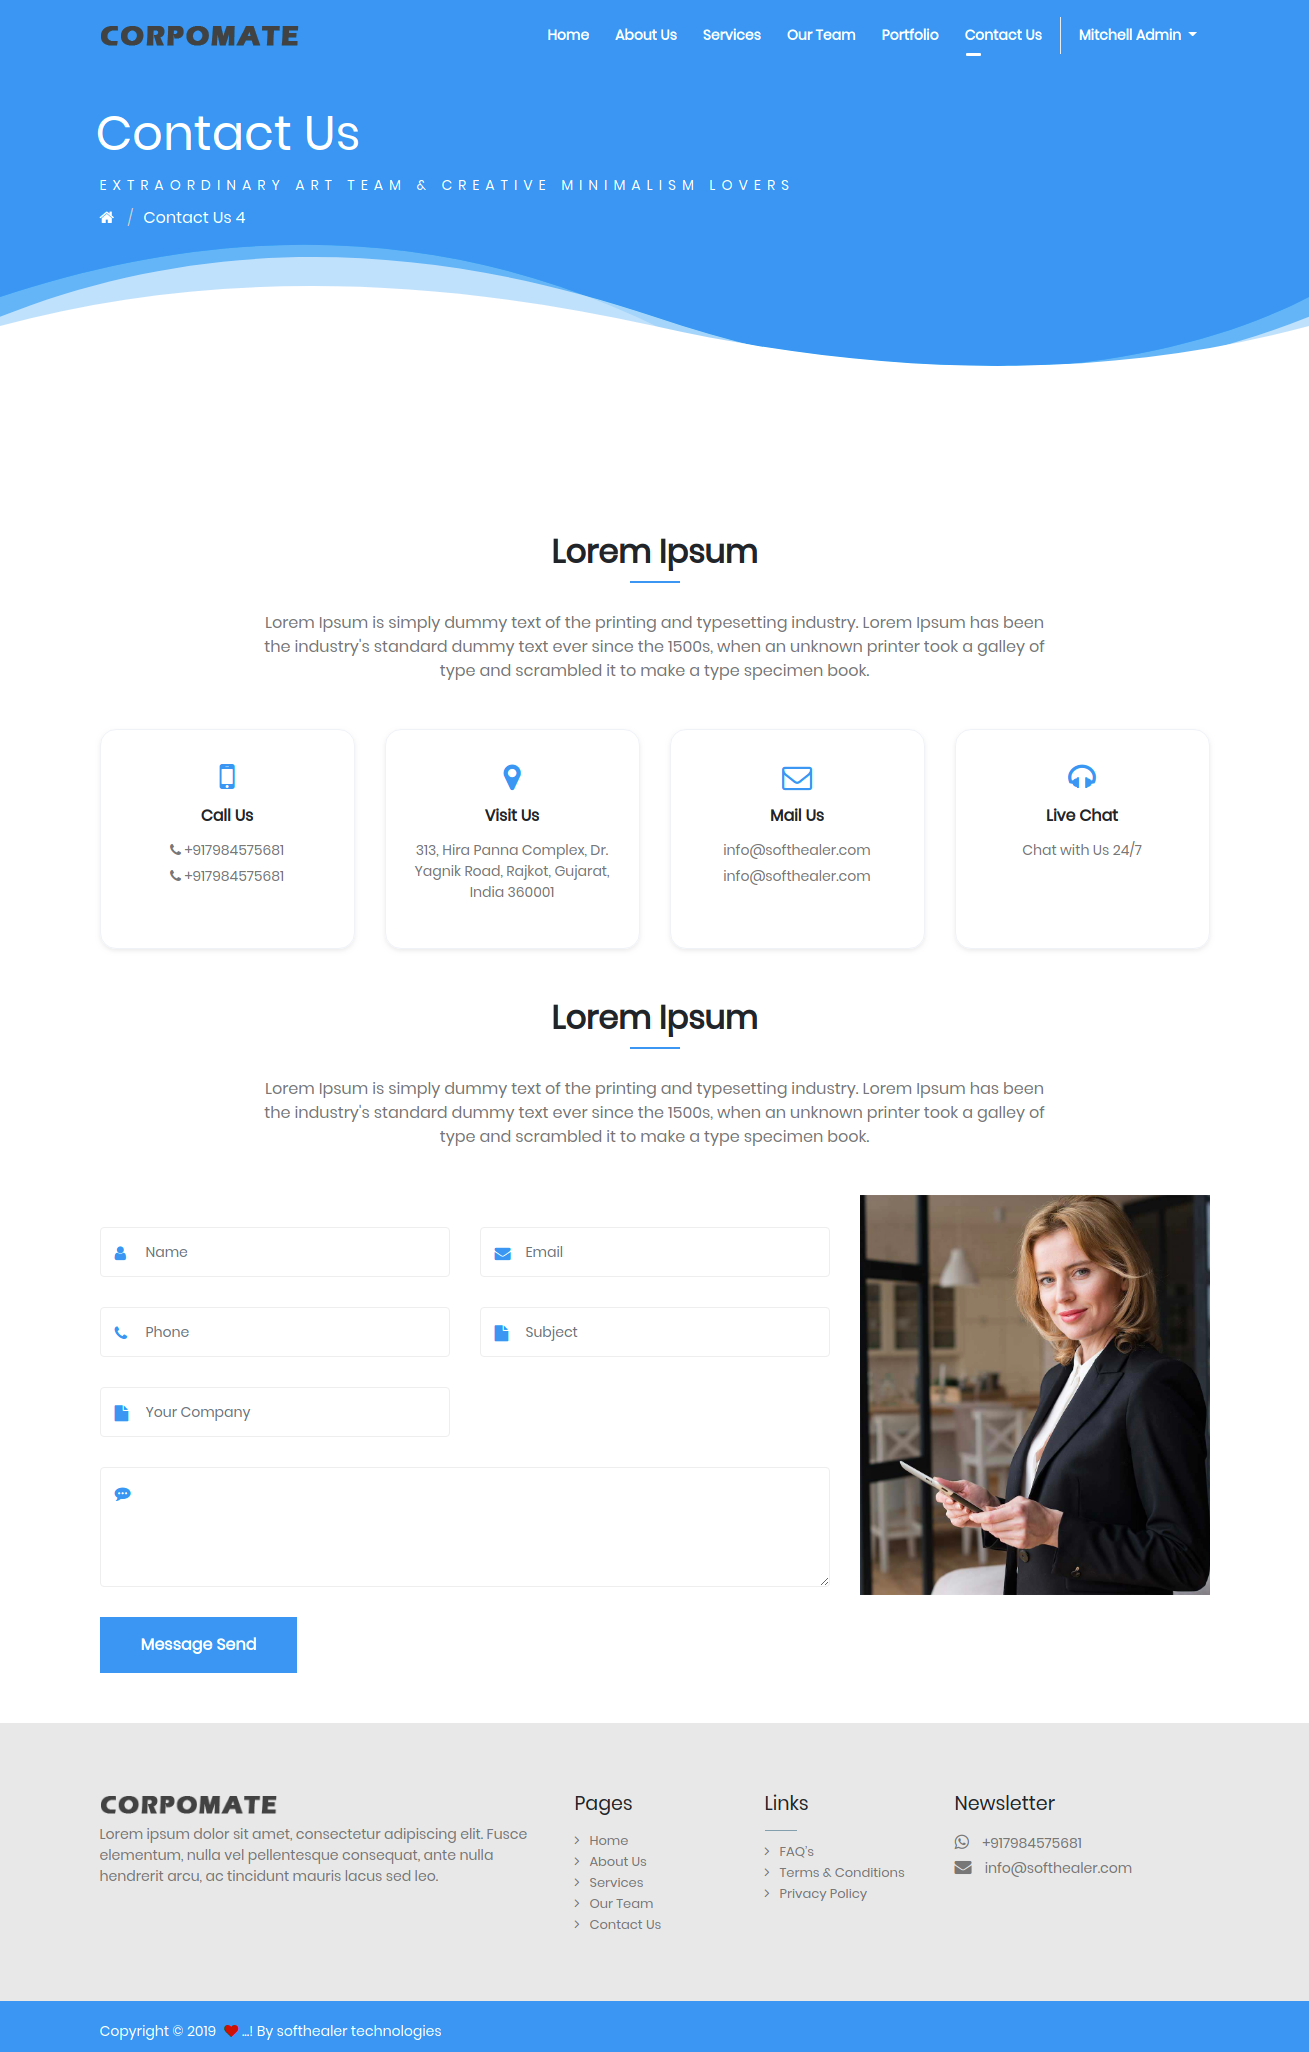 CORPOMATE
Home About Us Services Our Team Portfolio Contact Us Mitchell Admin
Contact Us
EXTRAORDINARY ART TEAM & CREATIVE MINIMALISM LOVERS
/ Contact Us 4
Lorem Ipsum
Lorem Ipsum is simply dummy text of the printing and typesetting industry. Lorem Ipsum has been
the industry's standard dummy text ever since the 1500s, when an unknown printer took a galley of
type and scrambled it to make a type specimen book.
Call Us
+917984575681
+917984575681
Visit Us
313, Hira Panna Complex, Dr.
Yagnik Road, Rajkot, Gujarat,
India 360001
Mail Us
info@softhealer.com
info@softhealer.com
Live Chat
Chat with Us 24/7
Lorem Ipsum
Lorem Ipsum is simply dummy text of the printing and typesetting industry. Lorem Ipsum has been
the industry's standard dummy text ever since the 1500s, when an unknown printer took a galley of
type and scrambled it to make a type specimen book.
Name
Email
Phone
Subject
Your Company
Message Send
CORPOMATE
Lorem ipsum dolor sit amet, consectetur adipiscing elit. Fusce
elementum, nulla vel pellentesque consequat, ante nulla
hendrerit arcu, ac tincidunt mauris lacus sed leo.
Pages
Home
About Us
Services
Our Team
Contact Us
Links
FAQ's
Terms & Conditions
Privacy Policy
Newsletter
+917984575681
info@softhealer.com
Copyright © 2019 ❤ ...! By softhealer technologies